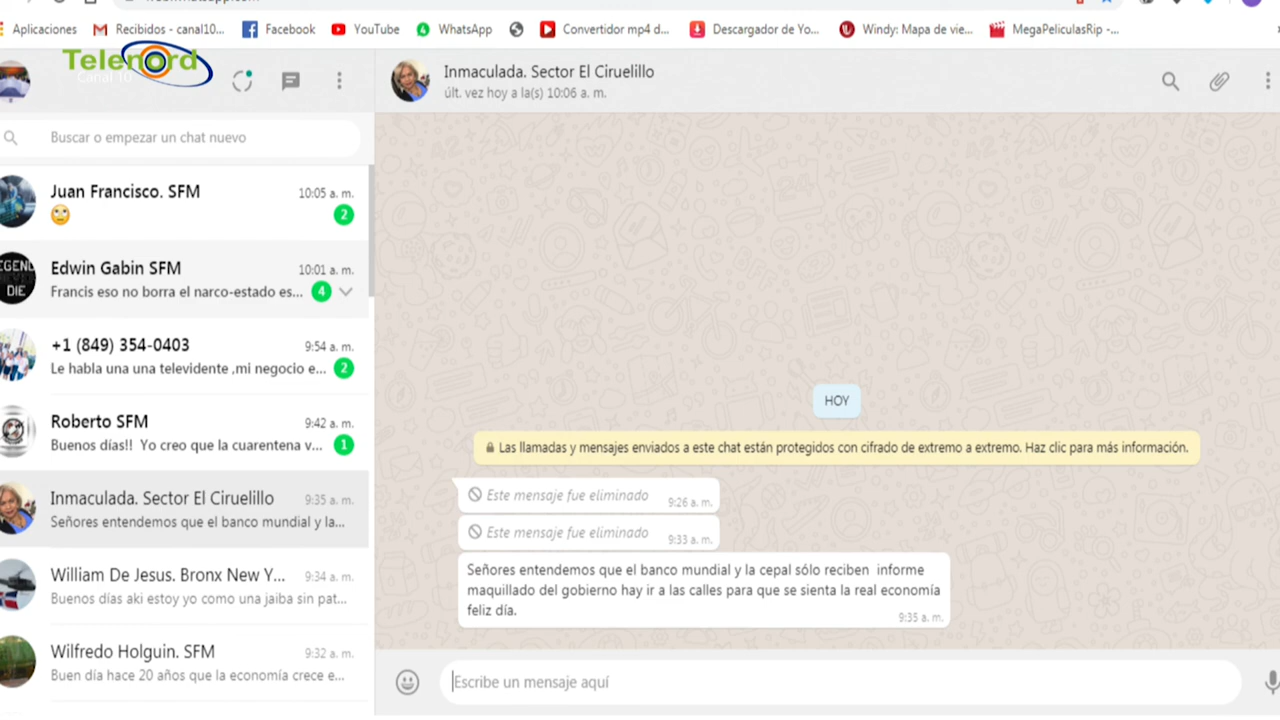 Aplicaciones
Recibidos - canal10...
Facebook
YouTube
WhatsApp
Convertidor mp4 d...
Descargador de Yo...
Windy: Mapa de vie...
MegaPeliculasRip -...
Telenord
Canal 10
Buscar o empezar un chat nuevo
Juan Francisco. SFM 10:05 a. m.
2
Edwin Gabin SFM 10:01 a. m.
Francis eso no borra el narco-estado es... 4
+1 (849) 354-0403 9:54 a. m.
Le habla una una televidente ,mi negocio e... 2
Roberto SFM 9:42 a. m.
Buenos días!! Yo creo que la cuarentena v... 1
Inmaculada. Sector El Ciruelillo 9:35 a. m.
Señores entendemos que el banco mundial y la...
William De Jesus. Bronx New Y... 9:34 a. m.
Buenos días aki estoy yo como una jaiba sin pat...
Wilfredo Holguin. SFM 9:32 a. m.
Buen día hace 20 años que la economía crece e...
Inmaculada. Sector El Ciruelillo
últ. vez hoy a la(s) 10:06 a. m.
HOY
Las llamadas y mensajes enviados a este chat están protegidos con cifrado de extremo a extremo. Haz clic para más información.
Este mensaje fue eliminado 9:26 a. m.
Este mensaje fue eliminado 9:33 a. m.
Señores entendemos que el banco mundial y la cepal sólo reciben informe
maquillado del gobierno hay ir a las calles para que se sienta la real economía
feliz día. 9:35 a. m.
Escribe un mensaje aquí